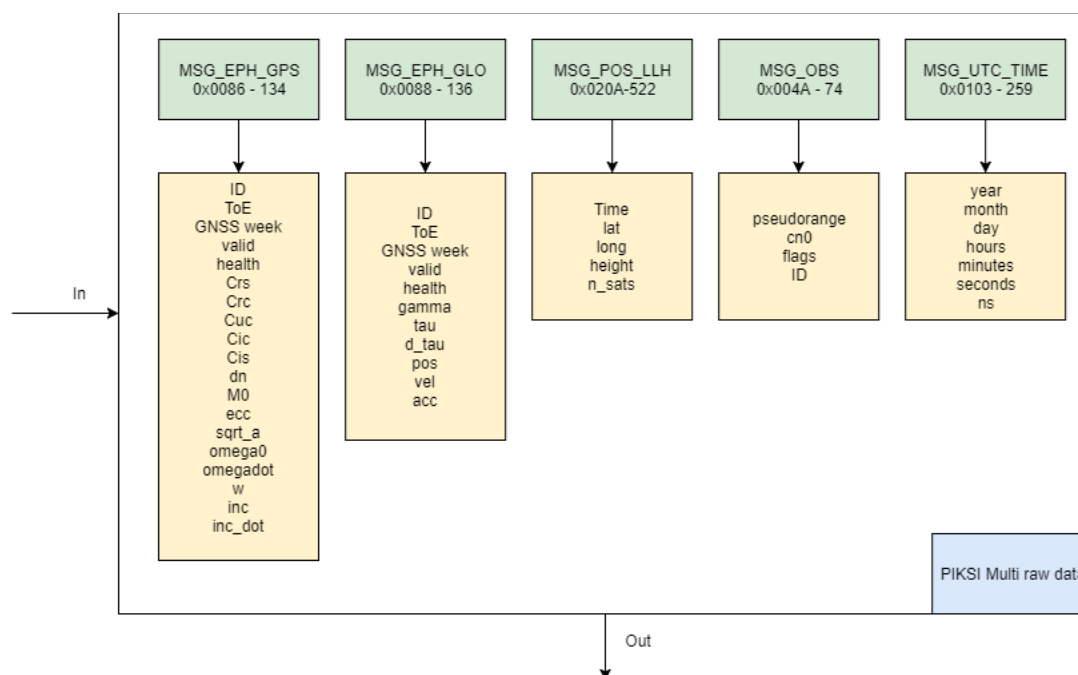 MSG_EPH_GPS
0x0086 - 134
MSG_EPH_GLO
0x0088 - 136
MSG_POS_LLH
0x020A-522
MSG_OBS
0x004A - 74
MSG_UTC_TIME
0x0103 - 259
ID
ToE
GNSS week
valid
health
Crs
Crc
Cuc
Cic
Cis
dn
M0
ecc
sqrt_a
omega0
omegadot
w
inc
inc_dot
ID
ToE
GNSS week
valid
health
gamma
tau
d_tau
pos
vel
acc
Time
lat
long
height
n_sats
pseudorange
cn0
flags
ID
year
month
day
hours
minutes
seconds
ns
In
PIKSI Multi raw data
Out